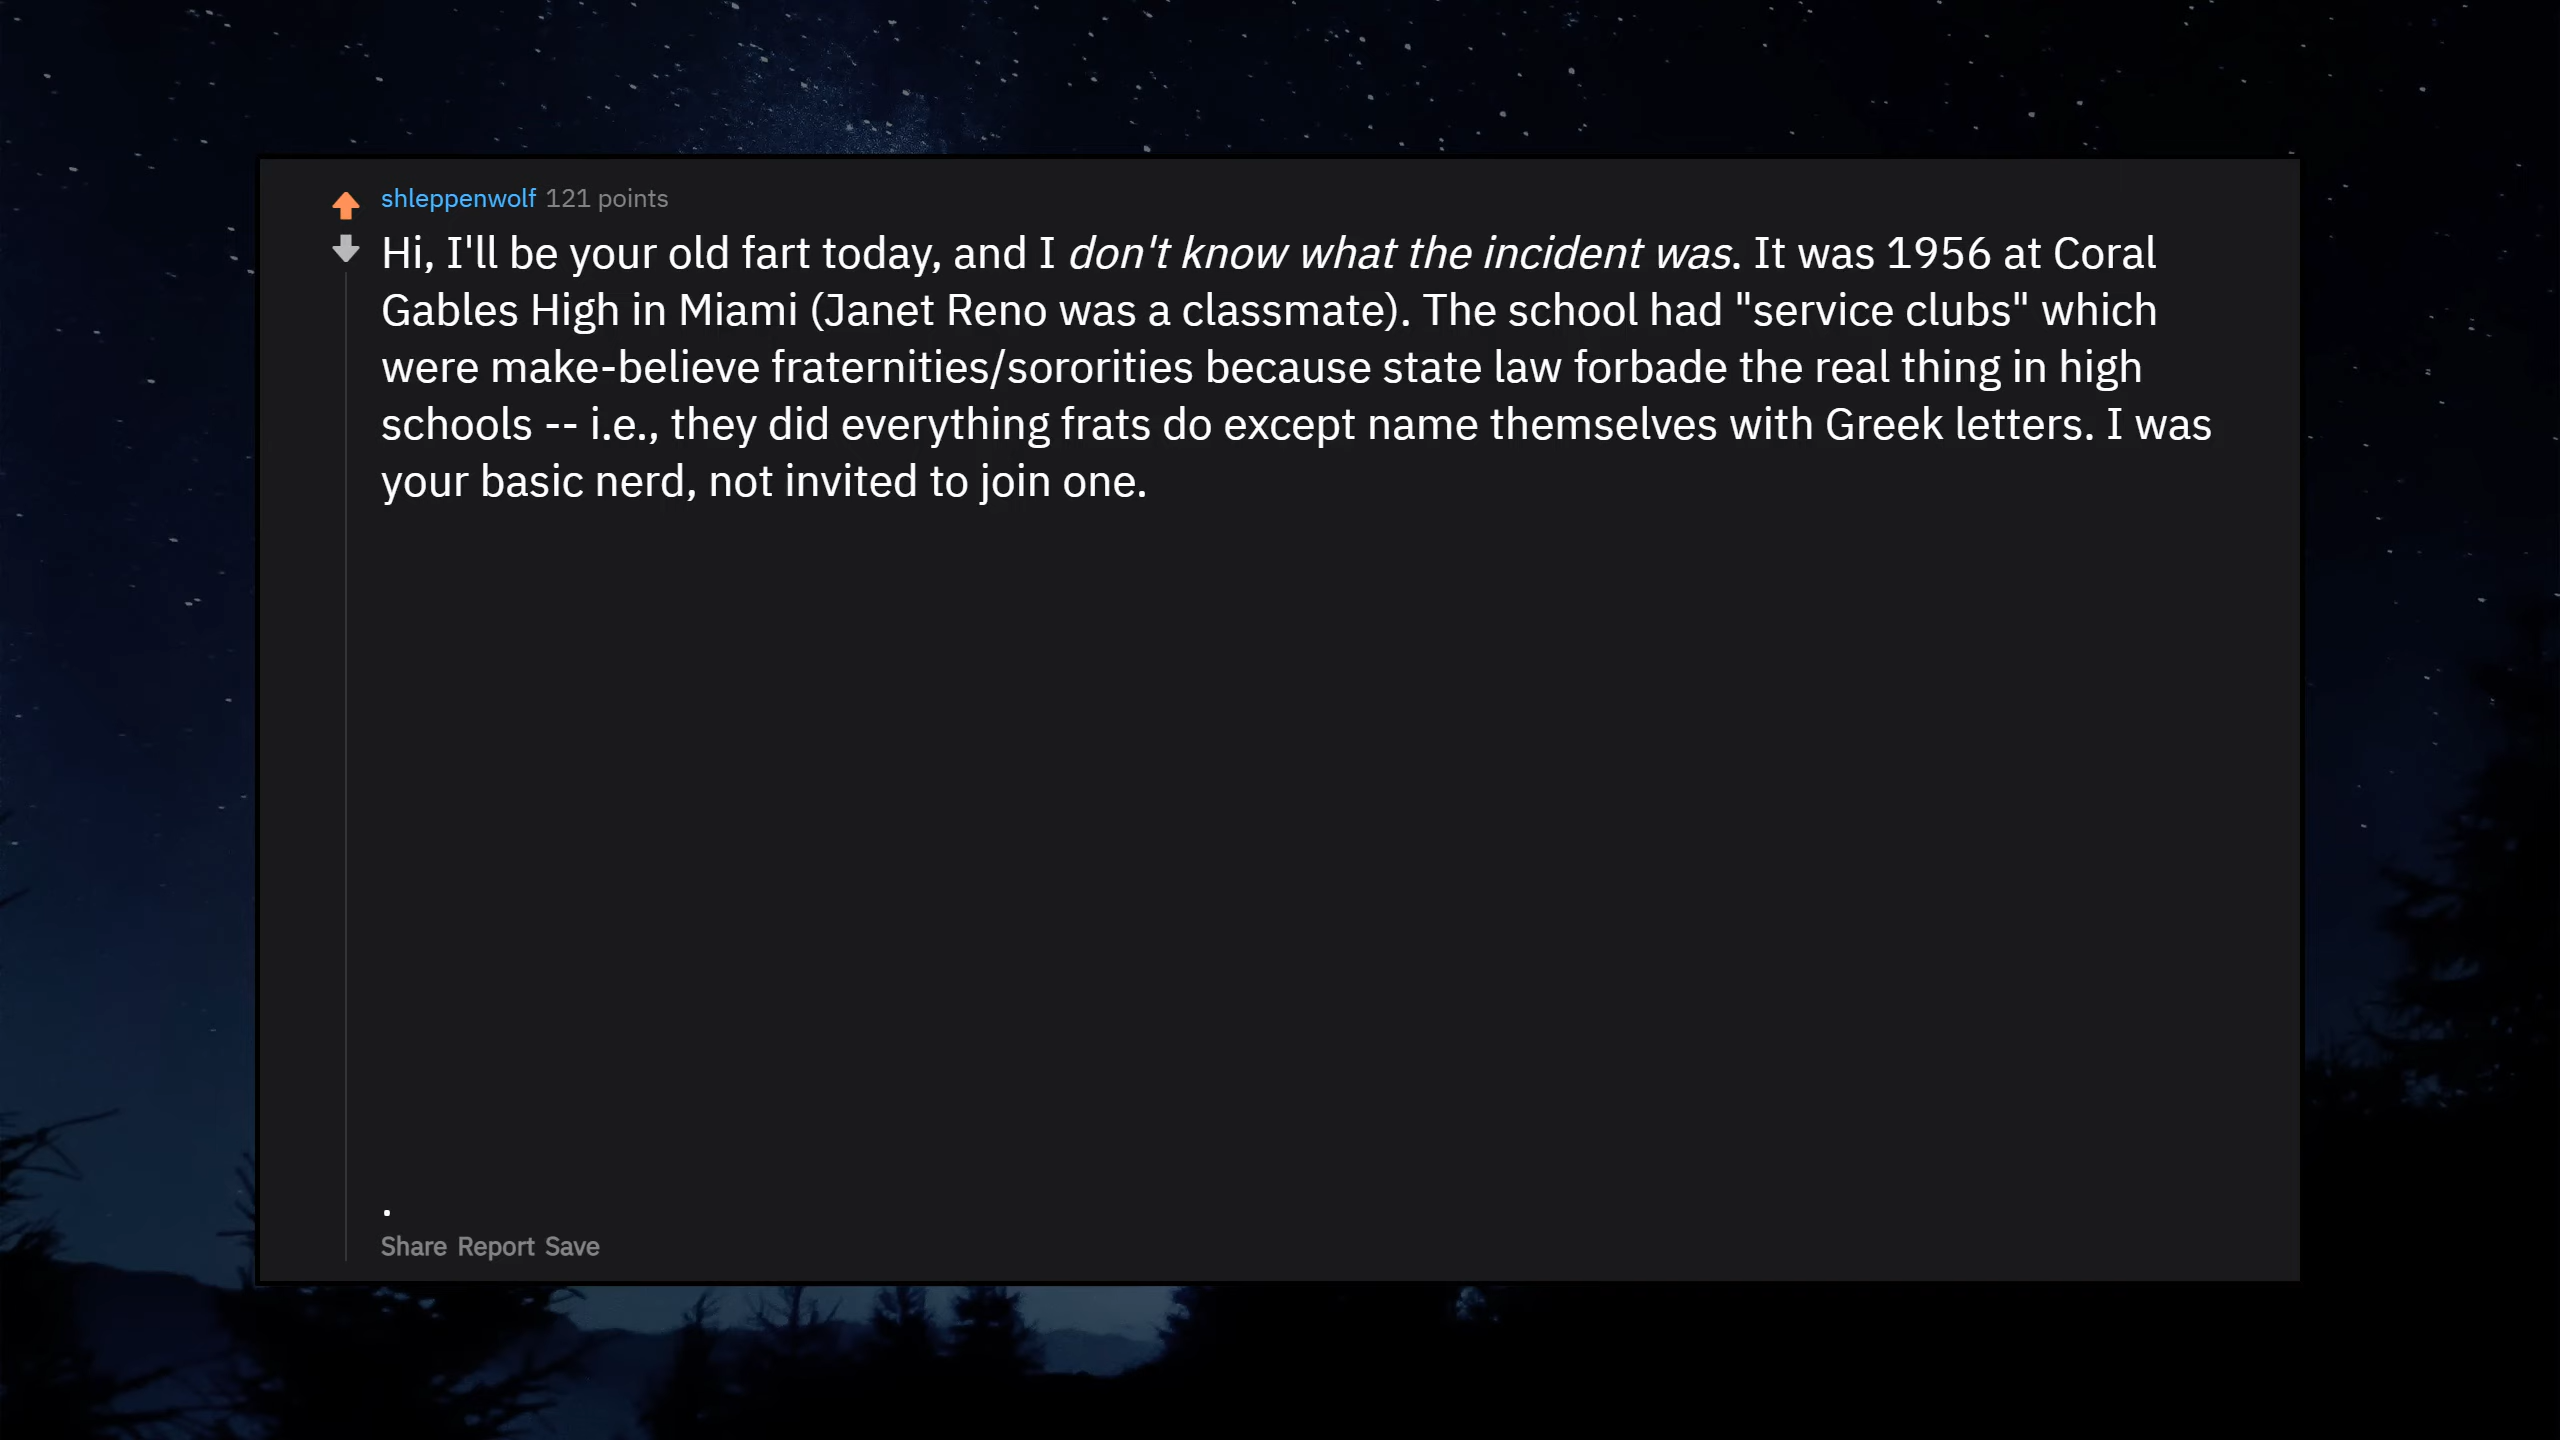 shleppenwolf 121 points
Hi, I'll be your old fart today, and I don't know what the incident was. It was 1956 at Coral
Gables High in Miami (Janet Reno was a classmate). The school had "service clubs" which
were make-believe fraternities/sororities because state law forbade the real thing in high
schools -- i.e., they did everything frats do except name themselves with Greek letters. I was
your basic nerd, not invited to join one.
.
Share Report Save